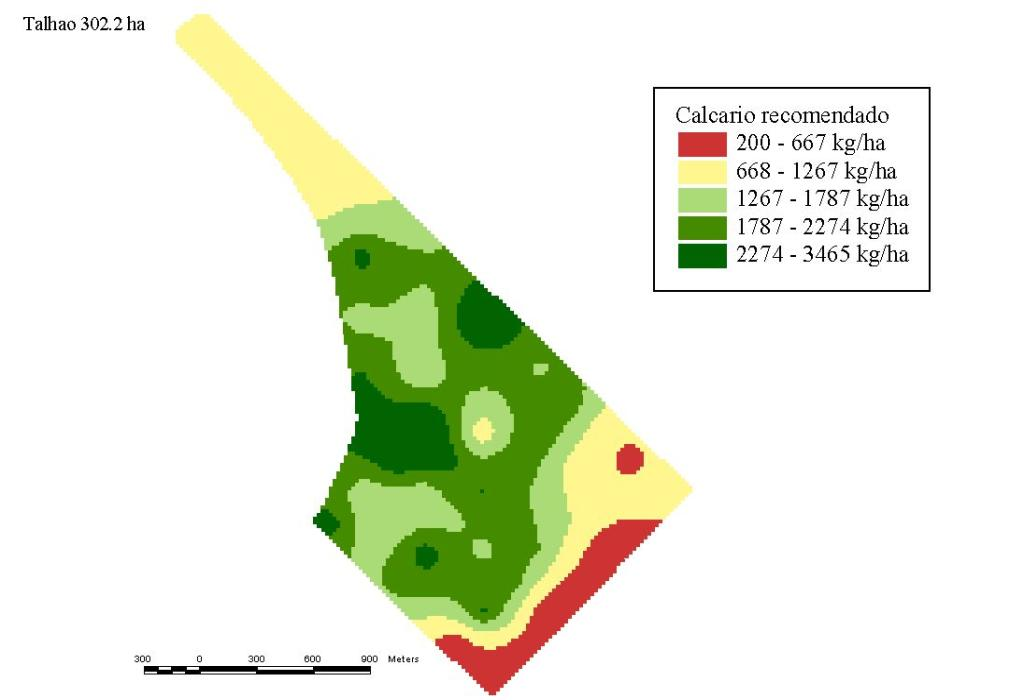 Talhao 302.2 ha
Calcario recomendado
200 - 667 kg/ha
668 - 1267 kg/ha
1267 - 1787 kg/ha
1787 - 2274 kg/ha
2274 - 3465 kg/ha
300 0 300 600 900 Meters